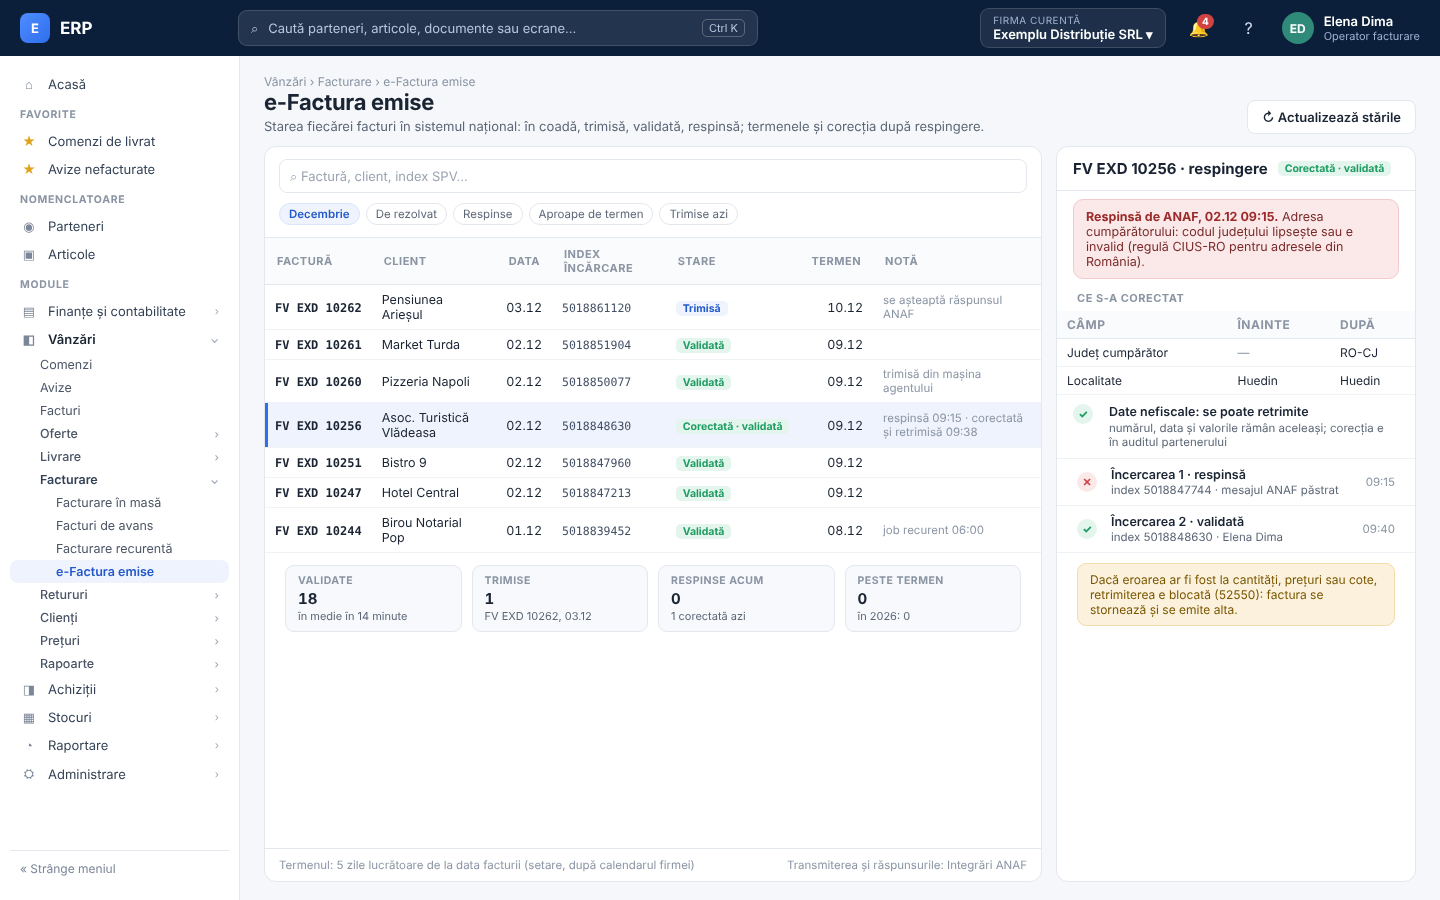 E ERP
Caută parteneri, articole, documente sau ecrane... Ctrl K
FIRMA CURENTĂ
Exemplu Distribuție SRL ▾
4
?
ED
Elena Dima
Operator facturare
Acasă
FAVORITE
Comenzi de livrat
Avize nefacturate
NOMENCLATOARE
Parteneri
Articole
MODULE
Finanțe și contabilitate
Vânzări
Comenzi
Avize
Facturi
Oferte
Livrare
Facturare
Facturare în masă
Facturi de avans
Facturare recurentă
e-Factura emise
Retururi
Clienți
Prețuri
Rapoarte
Achiziții
Stocuri
Raportare
Administrare
« Strânge meniul
Vânzări › Facturare › e-Factura emise
e-Factura emise
Starea fiecărei facturi în sistemul național: în coadă, trimisă, validată, respinsă; termenele și corecția după respingere.
↻ Actualizează stările
Factură, client, index SPV...
Decembrie De rezolvat Respinse Aproape de termen Trimise azi
FACTURĂ CLIENT DATA INDEX ÎNCĂRCARE STARE TERMEN NOTĂ
FV EXD 10262 Pensiunea Arieșul 03.12 5018861120 Trimisă 10.12 se așteaptă răspunsul ANAF
FV EXD 10261 Market Turda 02.12 5018851904 Validată 09.12
FV EXD 10260 Pizzeria Napoli 02.12 5018850077 Validată 09.12 trimisă din mașina agentului
FV EXD 10256 Asoc. Turistică Vlădeasa 02.12 5018848630 Corectată · validată 09.12 respinsă 09:15 · corectată și retrimisă 09:38
FV EXD 10251 Bistro 9 02.12 5018847960 Validată 09.12
FV EXD 10247 Hotel Central 02.12 5018847213 Validată 09.12
FV EXD 10244 Birou Notarial Pop 01.12 5018839452 Validată 08.12 job recurent 06:00
VALIDATE
18
în medie în 14 minute
TRIMISE
1
FV EXD 10262, 03.12
RESPINSE ACUM
0
1 corectată azi
PESTE TERMEN
0
în 2026: 0
Termenul: 5 zile lucrătoare de la data facturii (setare, după calendarul firmei)
Transmiterea și răspunsurile: Integrări ANAF
FV EXD 10256 · respingere Corectată · validată
Respinsă de ANAF, 02.12 09:15. Adresa
cumpărătorului: codul județului lipsește sau e
invalid (regulă CIUS-RO pentru adresele din
România).
CE S-A CORECTAT
CÂMP ÎNAINTE DUPĂ
Județ cumpărător — RO-CJ
Localitate Huedin Huedin
Date nefiscale: se poate retrimite
numărul, data și valorile rămân aceleași; corecția e
în auditul partenerului
Încercarea 1 · respinsă 09:15
index 5018847744 · mesajul ANAF păstrat
Încercarea 2 · validată 09:40
index 5018848630 · Elena Dima
Dacă eroarea ar fi fost la cantități, prețuri sau cote,
retrimiterea e blocată (52550): factura se
stornează și se emite alta.